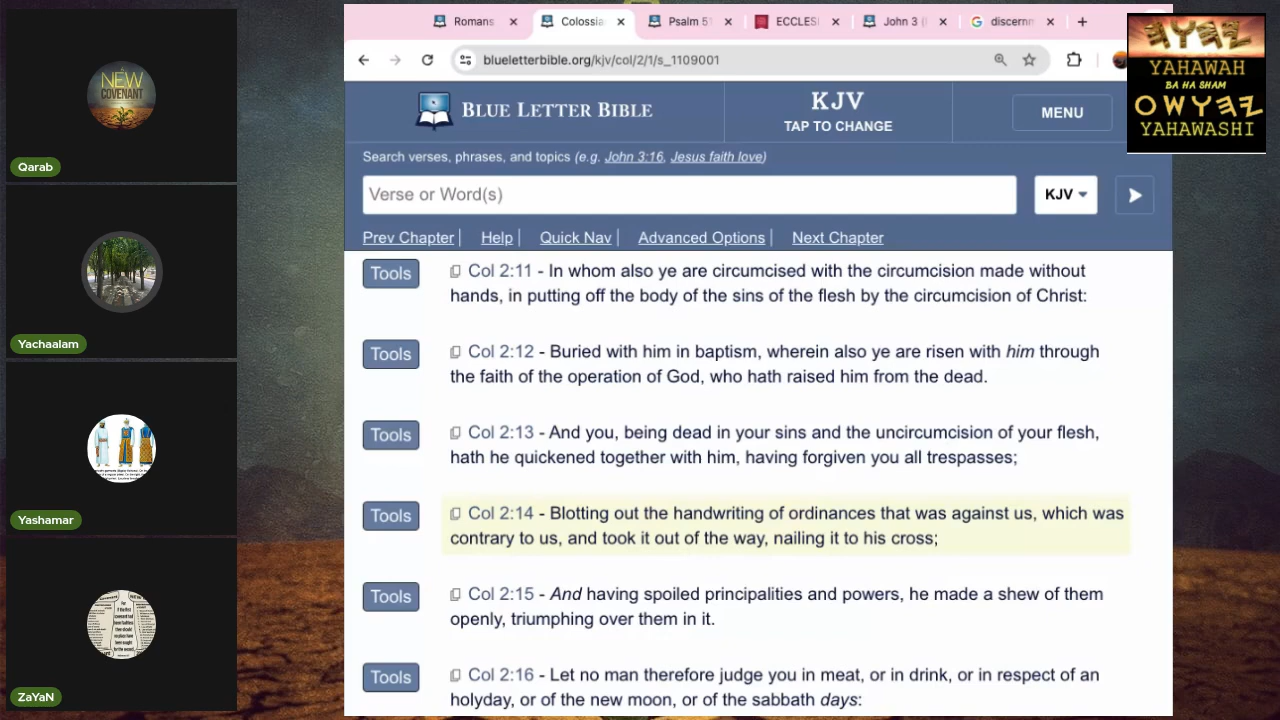 Romans
Colossia
Psalm 5
ECCLES
John 3 (
discernm
blueletterbible.org/kjv/col/2/1/s_1109001
BLUE LETTER BIBLE
KJV
TAP TO CHANGE
MENU
YAHAWAH
BA HA SHAM
YAHAWASHI
Search verses, phrases, and topics (e.g. John 3:16, Jesus faith love)
Verse or Word(s)
KJV
Prev Chapter | Help | Quick Nav | Advanced Options | Next Chapter
Tools
Col 2:11 - In whom also ye are circumcised with the circumcision made without
hands, in putting off the body of the sins of the flesh by the circumcision of Christ:
Tools
Col 2:12 - Buried with him in baptism, wherein also ye are risen with him through
the faith of the operation of God, who hath raised him from the dead.
Tools
Col 2:13 - And you, being dead in your sins and the uncircumcision of your flesh,
hath he quickened together with him, having forgiven you all trespasses;
Tools
Col 2:14 - Blotting out the handwriting of ordinances that was against us, which was
contrary to us, and took it out of the way, nailing it to his cross;
Tools
Col 2:15 - And having spoiled principalities and powers, he made a shew of them
openly, triumphing over them in it.
Tools
Col 2:16 - Let no man therefore judge you in meat, or in drink, or in respect of an
holyday, or of the new moon, or of the sabbath days:
NEW
COVENANT
Qarab
Yachaalam
Yashamar
ZaYaN